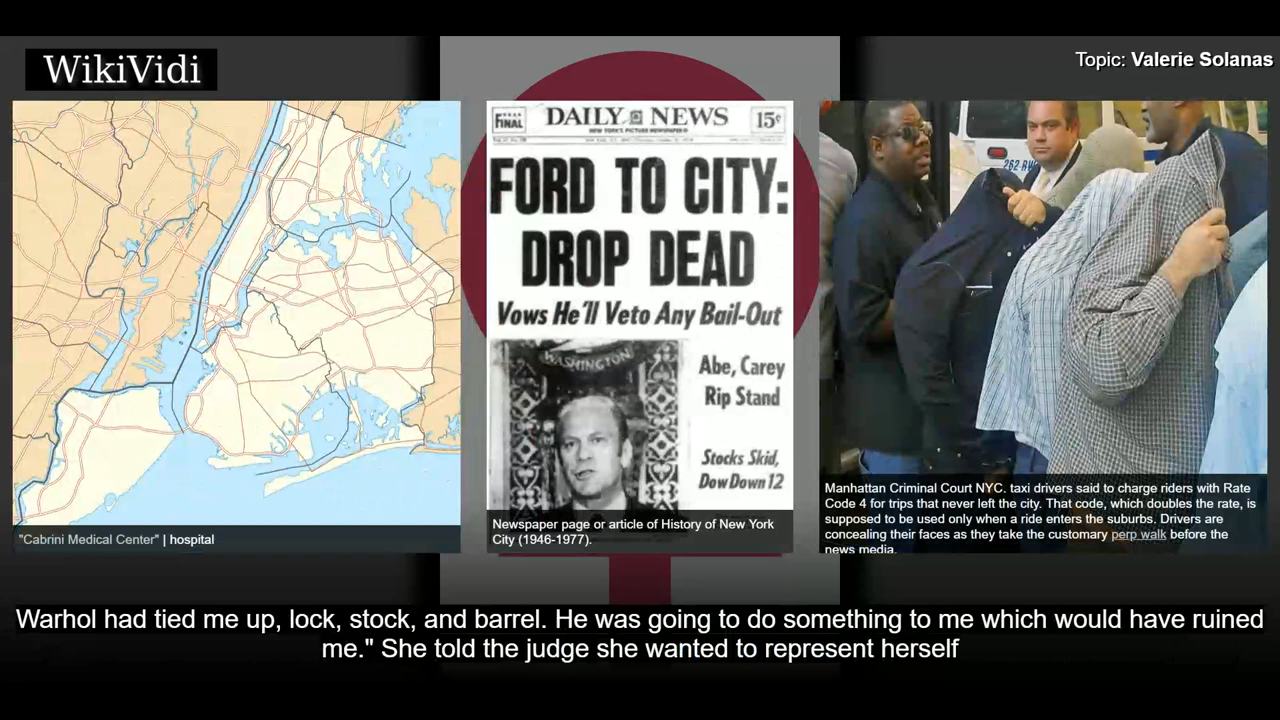 WikiVidi
Topic: Valerie Solanas
"Cabrini Medical Center" | hospital
FINAL
DAILY NEWS
15¢
NEW YORK'S PICTURE NEWSPAPER
FORD TO CITY:
DROP DEAD
Vows He'll Veto Any Bail-Out
WASHINGTON
Abe, Carey
Rip Stand
Stocks Skid,
Dow Down 12
Newspaper page or article of History of New York
City (1946-1977).
262 RW
Manhattan Criminal Court NYC. taxi drivers said to charge riders with Rate
Code 4 for trips that never left the city. That code, which doubles the rate, is
supposed to be used only when a ride enters the suburbs. Drivers are
concealing their faces as they take the customary perp walk before the
news media.
Warhol had tied me up, lock, stock, and barrel. He was going to do something to me which would have ruined
me." She told the judge she wanted to represent herself